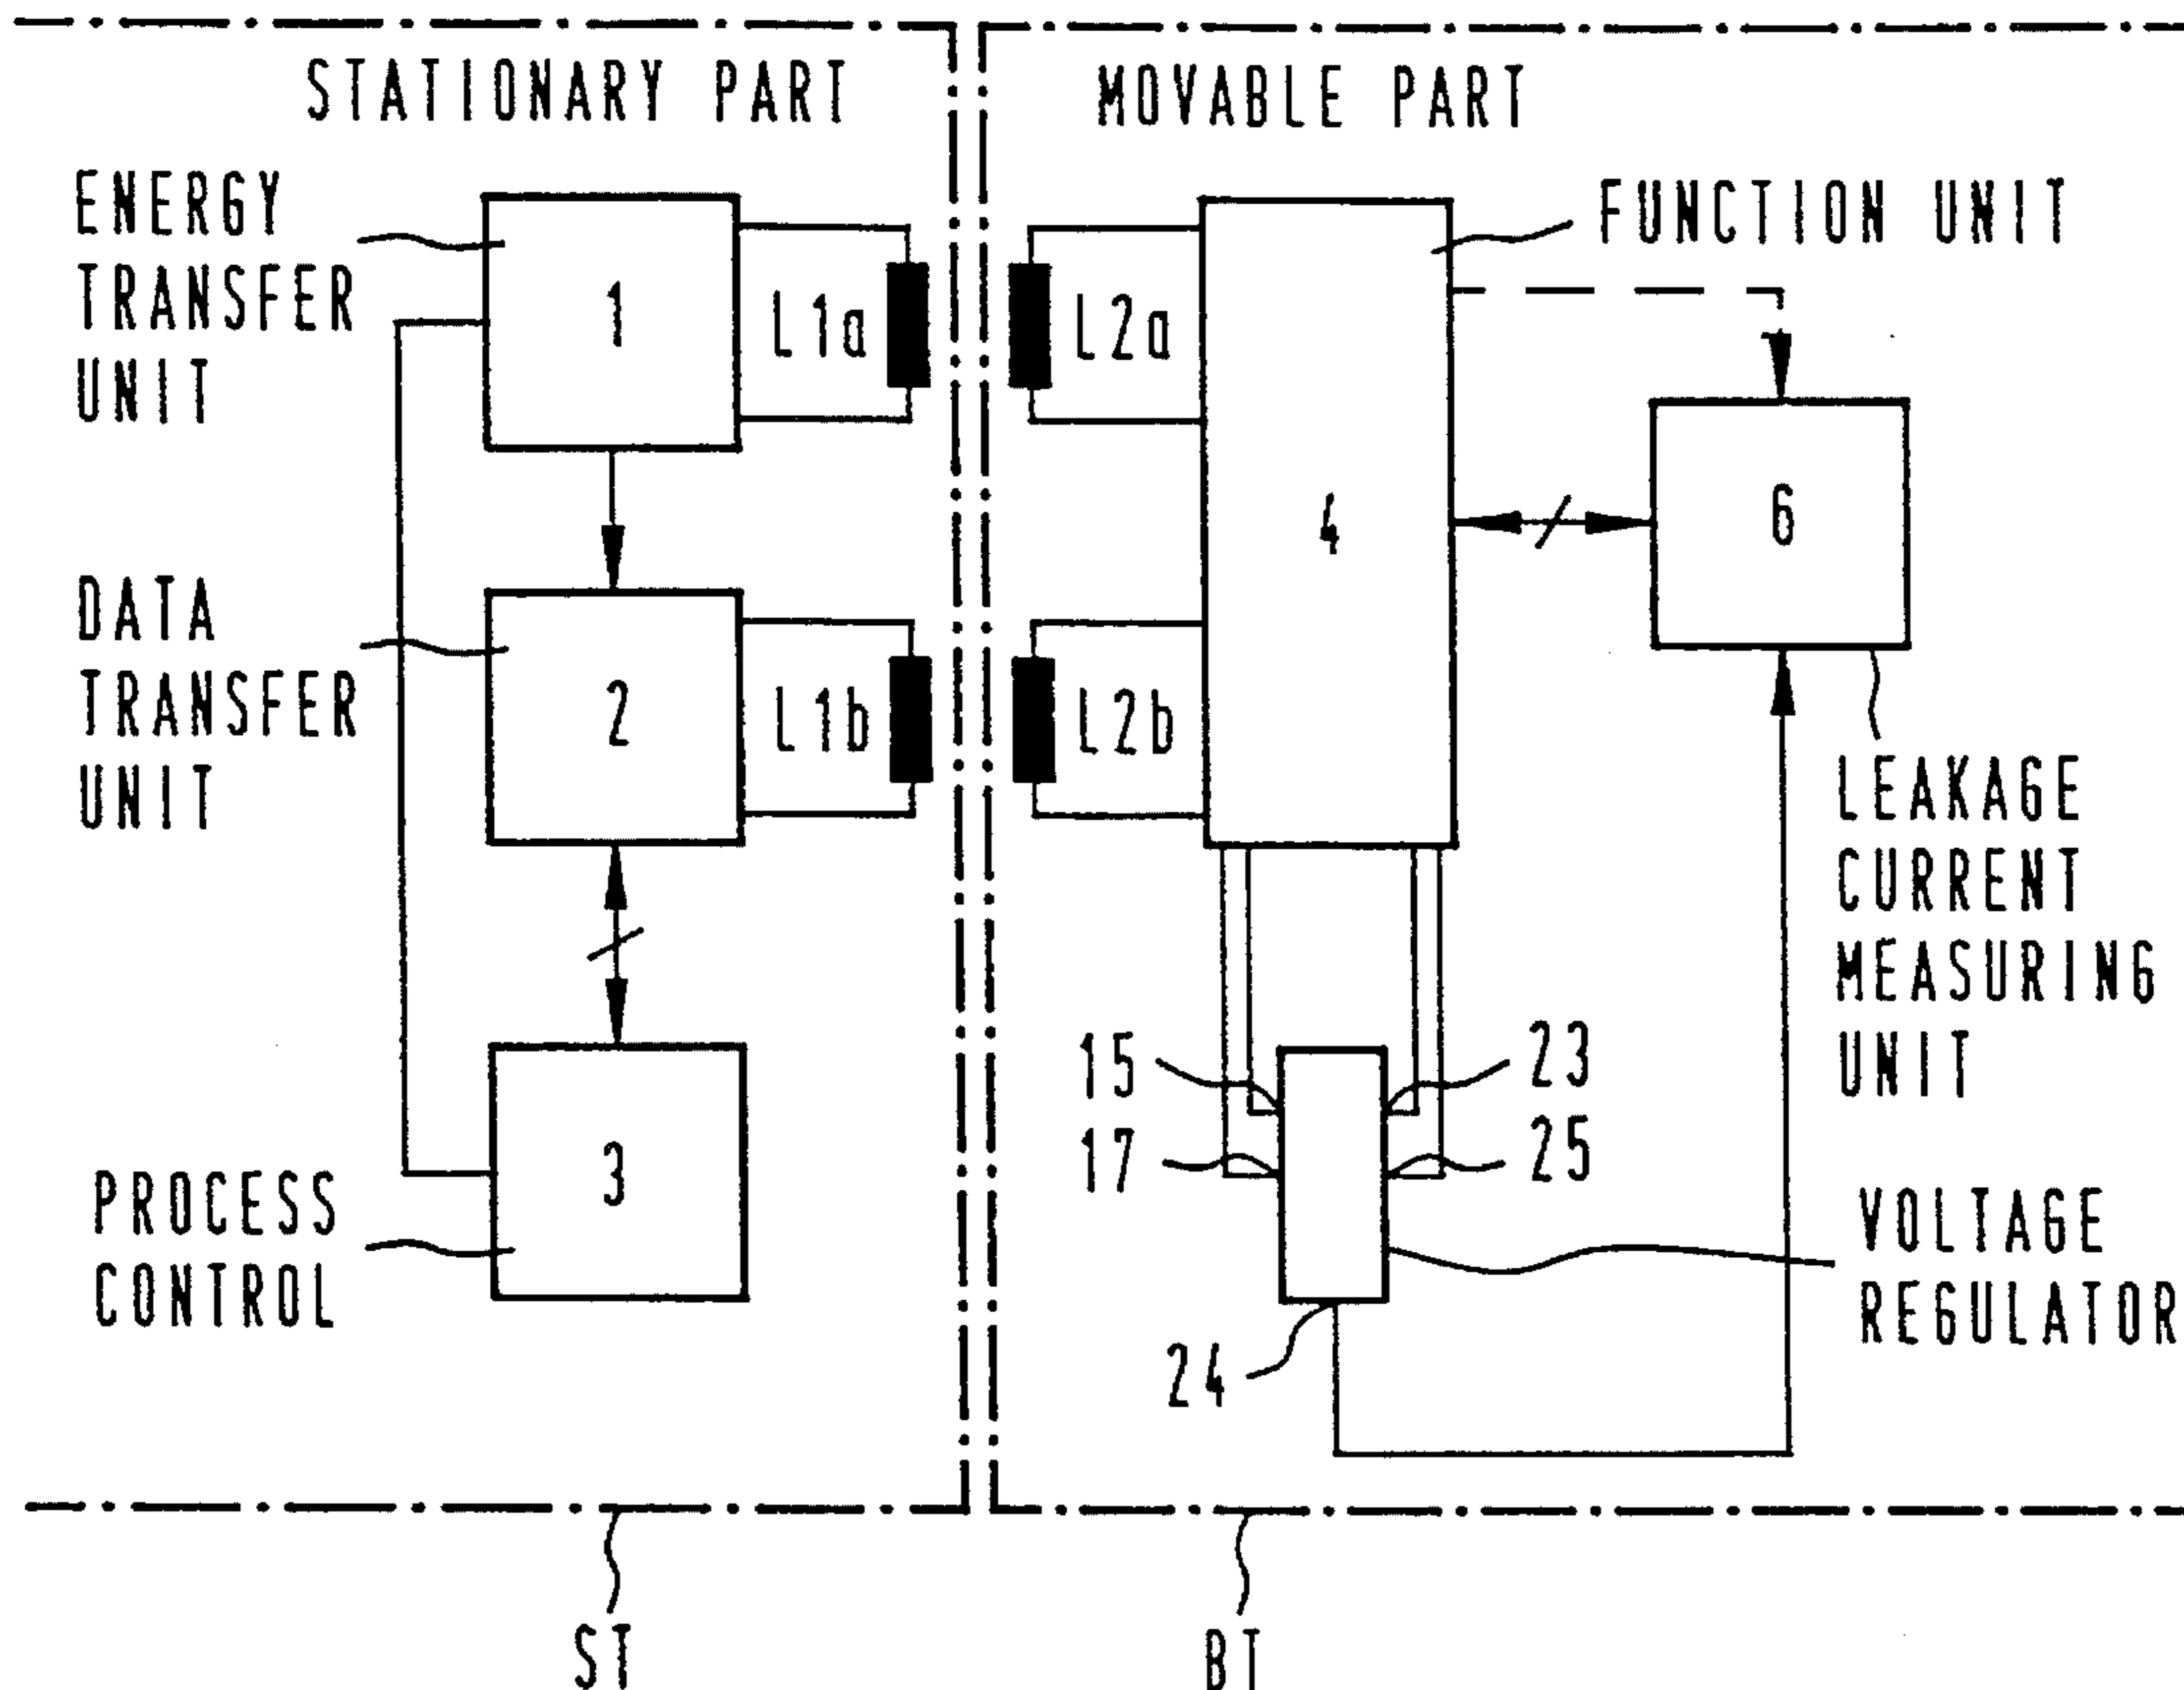 STATIONARY PART
MOVABLE PART
ENERGY
TRANSFER
UNIT
1
L1a
L2a
FUNCTION UNIT
4
6
DATA
TRANSFER
UNIT
2
L1b
L2b
LEAKAGE
CURRENT
MEASURING
UNIT
PROCESS
CONTROL
3
15
17
23
25
24
VOLTAGE
REGULATOR
ST
BT